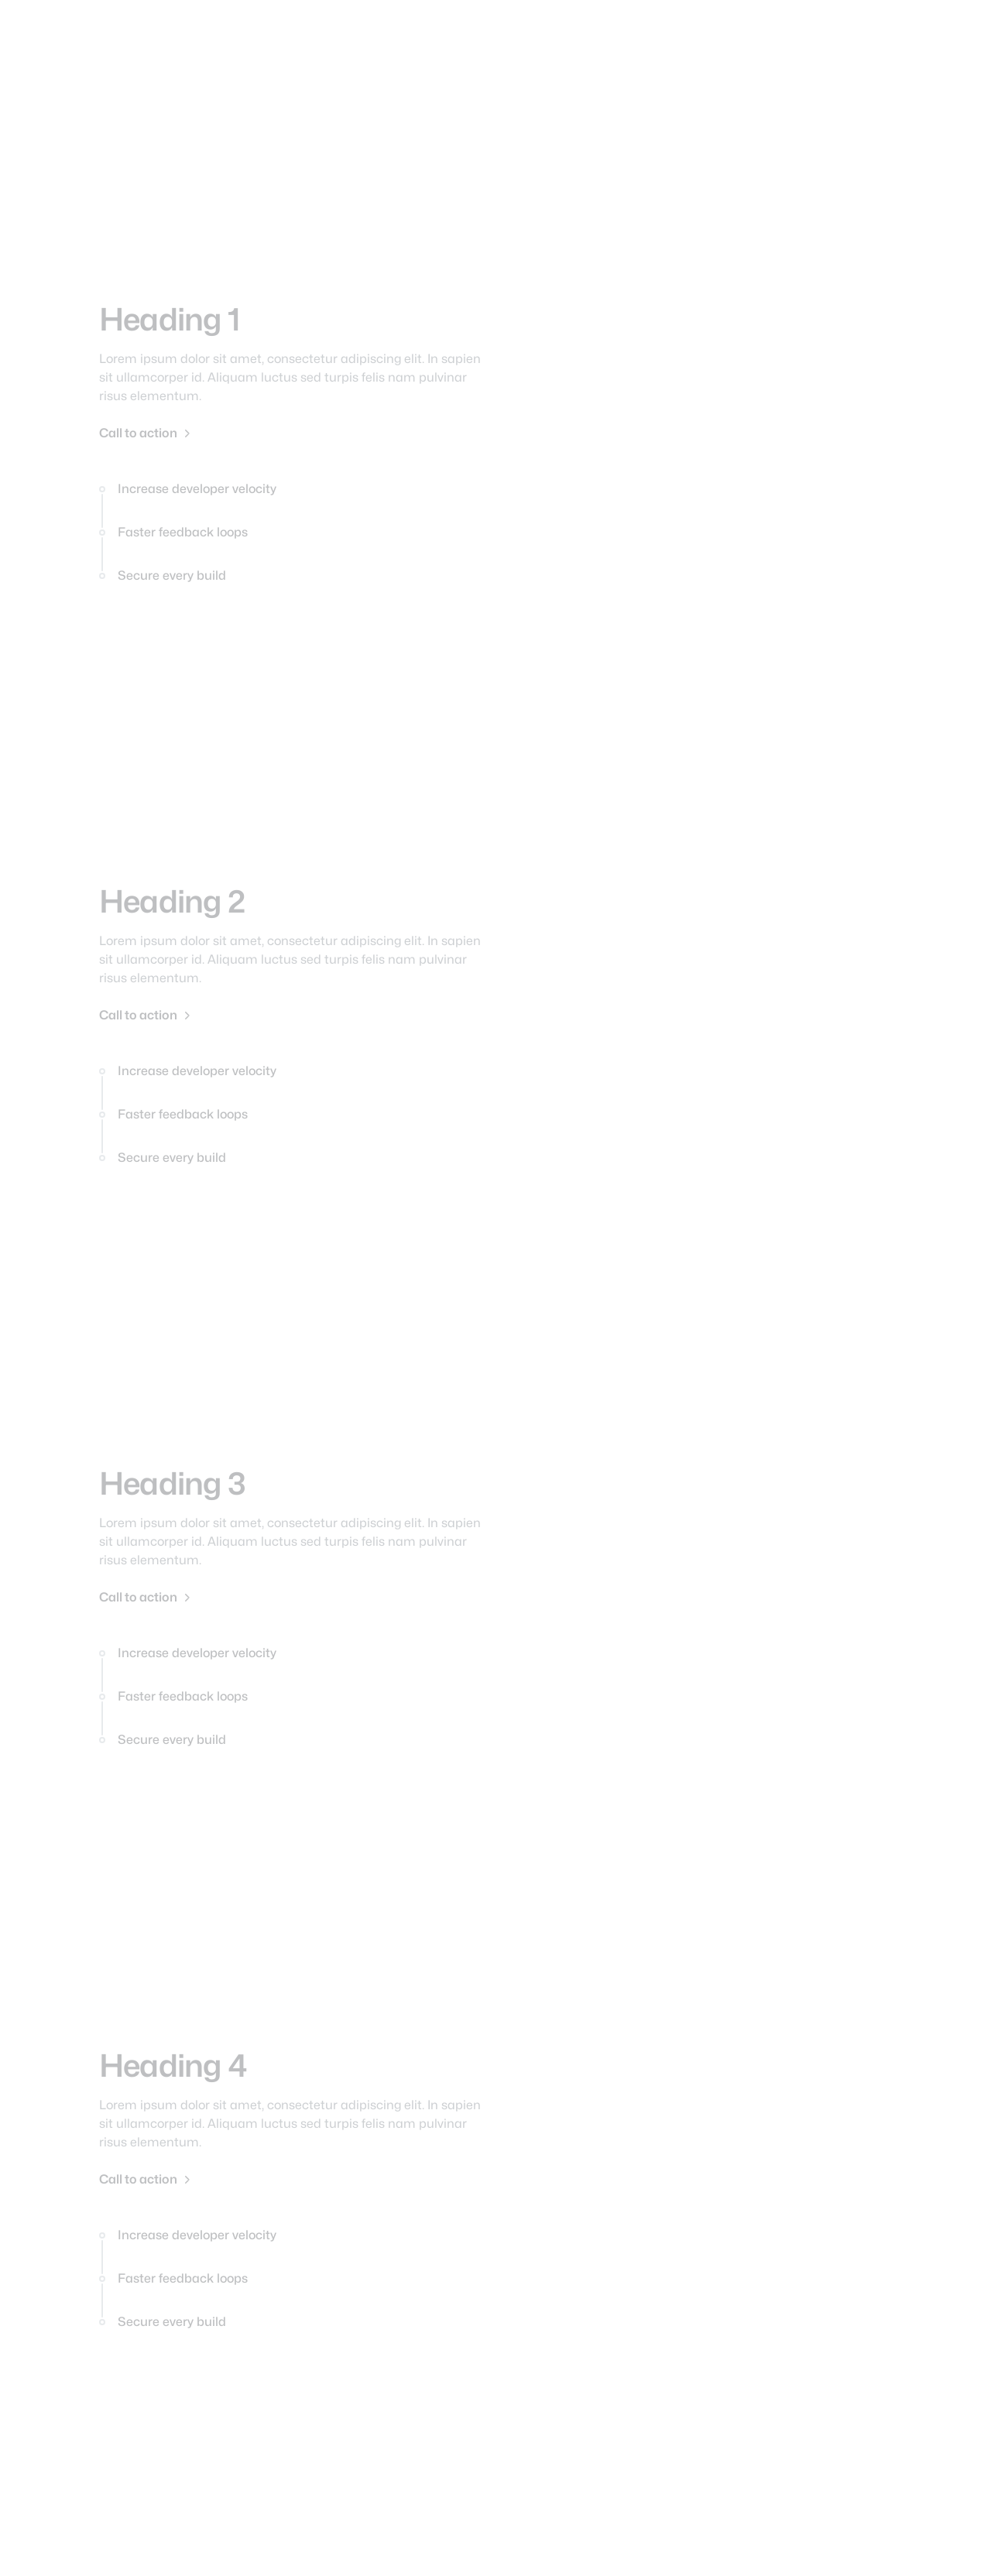 Heading 1
Lorem ipsum dolor sit amet, consectetur adipiscing elit. In sapien
sit ullamcorper id. Aliquam luctus sed turpis felis nam pulvinar
risus elementum.
Call to action
Increase developer velocity
Faster feedback loops
Secure every build
Heading 2
Lorem ipsum dolor sit amet, consectetur adipiscing elit. In sapien
sit ullamcorper id. Aliquam luctus sed turpis felis nam pulvinar
risus elementum.
Call to action
Increase developer velocity
Faster feedback loops
Secure every build
Heading 3
Lorem ipsum dolor sit amet, consectetur adipiscing elit. In sapien
sit ullamcorper id. Aliquam luctus sed turpis felis nam pulvinar
risus elementum.
Call to action
Increase developer velocity
Faster feedback loops
Secure every build
Heading 4
Lorem ipsum dolor sit amet, consectetur adipiscing elit. In sapien
sit ullamcorper id. Aliquam luctus sed turpis felis nam pulvinar
risus elementum.
Call to action
Increase developer velocity
Faster feedback loops
Secure every build